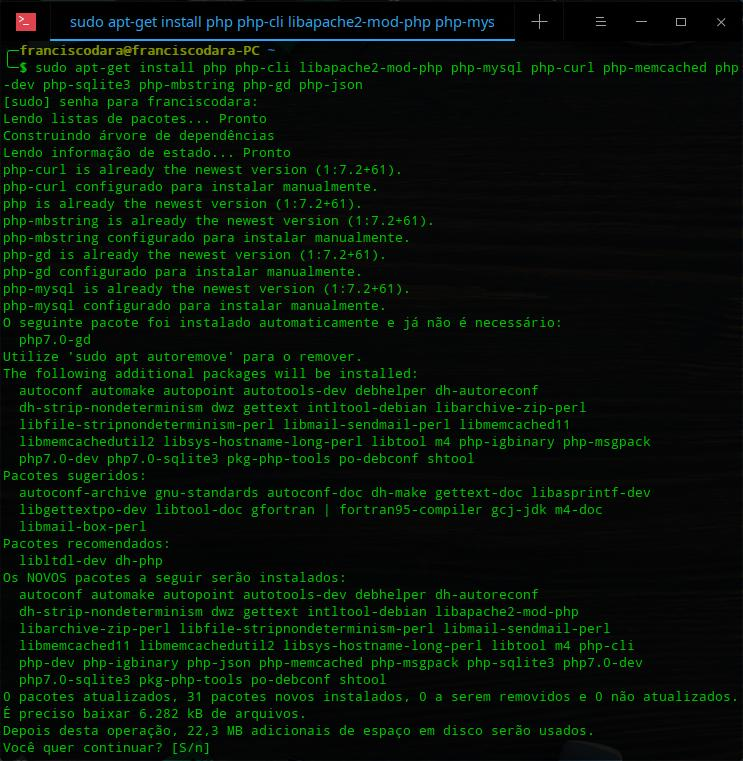 sudo apt-get install php php-cli libapache2-mod-php php-mys
franciscodara@franciscodara-PC ~
$ sudo apt-get install php php-cli libapache2-mod-php php-mysql php-curl php-memcached php
-dev php-sqlite3 php-mbstring php-gd php-json
[sudo] senha para franciscodara:
Lendo listas de pacotes... Pronto
Construindo árvore de dependências
Lendo informação de estado... Pronto
php-curl is already the newest version (1:7.2+61).
php-curl configurado para instalar manualmente.
php is already the newest version (1:7.2+61).
php-mbstring is already the newest version (1:7.2+61).
php-mbstring configurado para instalar manualmente.
php-gd is already the newest version (1:7.2+61).
php-gd configurado para instalar manualmente.
php-mysql is already the newest version (1:7.2+61).
php-mysql configurado para instalar manualmente.
O seguinte pacote foi instalado automaticamente e já não é necessário:
php7.0-gd
Utilize 'sudo apt autoremove' para o remover.
The following additional packages will be installed:
autoconf automake autopoint autotools-dev debhelper dh-autoreconf
dh-strip-nondeterminism dwz gettext intltool-debian libarchive-zip-perl
libfile-stripnondeterminism-perl libmail-sendmail-perl libmemcached11
libmemcachedutil2 libsys-hostname-long-perl libtool m4 php-igbinary php-msgpack
php7.0-dev php7.0-sqlite3 pkg-php-tools po-debconf shtool
Pacotes sugeridos:
autoconf-archive gnu-standards autoconf-doc dh-make gettext-doc libasprintf-dev
libgettextpo-dev libtool-doc gfortran | fortran95-compiler gcj-jdk m4-doc
libmail-box-perl
Pacotes recomendados:
libltdl-dev dh-php
Os NOVOS pacotes a seguir serão instalados:
autoconf automake autopoint autotools-dev debhelper dh-autoreconf
dh-strip-nondeterminism dwz gettext intltool-debian libapache2-mod-php
libarchive-zip-perl libfile-stripnondeterminism-perl libmail-sendmail-perl
libmemcached11 libmemcachedutil2 libsys-hostname-long-perl libtool m4 php-cli
php-dev php-igbinary php-json php-memcached php-msgpack php-sqlite3 php7.0-dev
php7.0-sqlite3 pkg-php-tools po-debconf shtool
0 pacotes atualizados, 31 pacotes novos instalados, 0 a serem removidos e 0 não atualizados.
É preciso baixar 6.282 kB de arquivos.
Depois desta operação, 22,3 MB adicionais de espaço em disco serão usados.
Você quer continuar? [S/n]